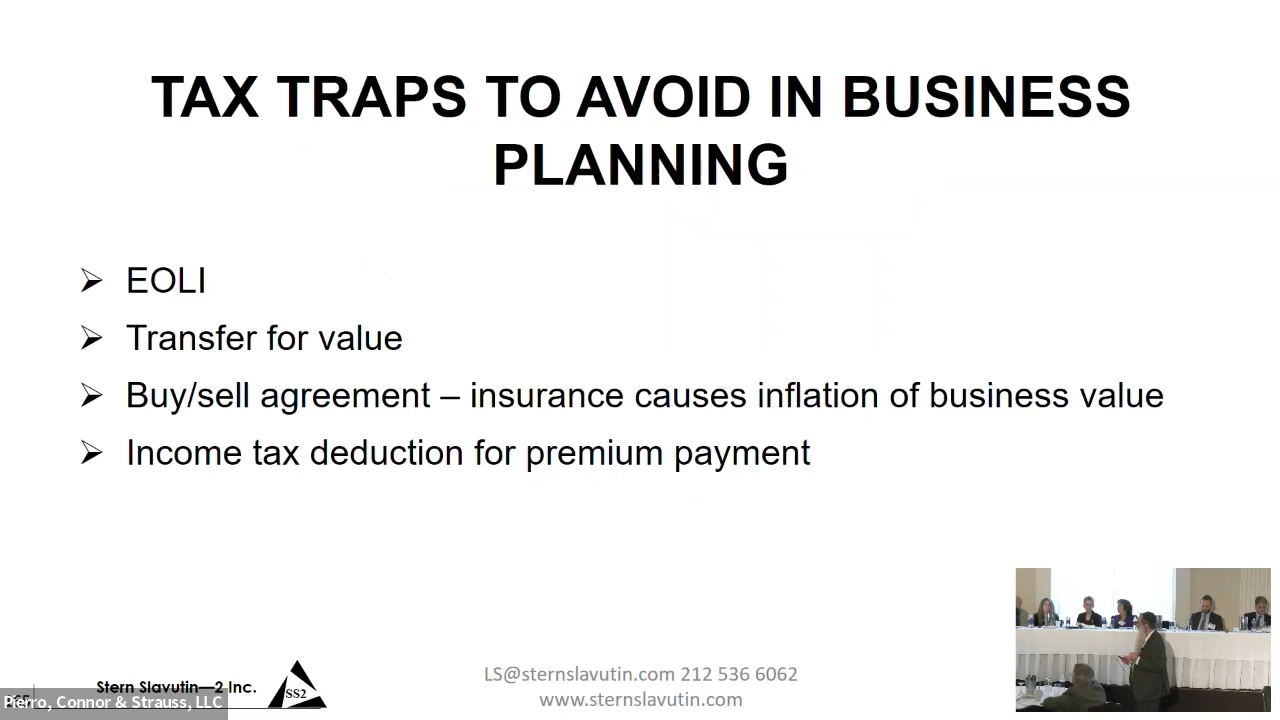 TAX TRAPS TO AVOID IN BUSINESS
PLANNING
➢ EOLI
➢ Transfer for value
➢ Buy/sell agreement – insurance causes inflation of business value
➢ Income tax deduction for premium payment
Stern Slavutin—2 Inc.
SS2
LS@sternslavutin.com 212 536 6062
www.sternslavutin.com
Pierro, Connor & Strauss, LLC